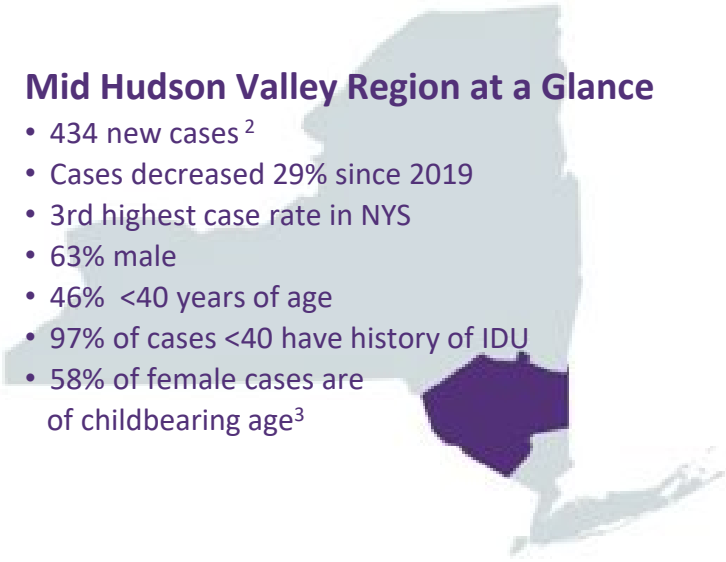 Mid Hudson Valley Region at a Glance
• 434 new cases ²
• Cases decreased 29% since 2019
• 3rd highest case rate in NYS
• 63% male
• 46%  <40 years of age
• 97% of cases <40 have history of IDU
• 58% of female cases are
of childbearing age³